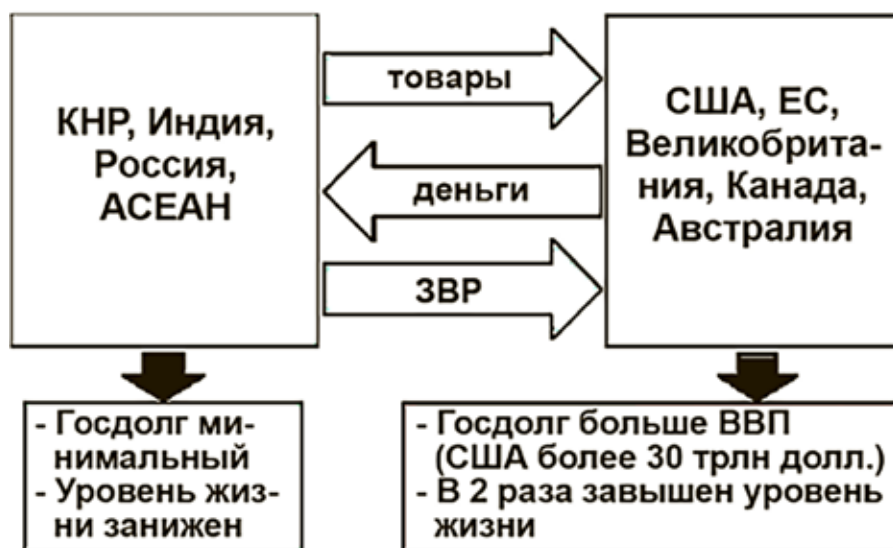 КНР, Индия,
Россия,
АСЕАН
товары
деньги
ЗВР
США, ЕС,
Великобрита-
ния, Канада,
Австралия
- Госдолг ми-
нимальный
- Уровень жиз-
ни занижен
- Госдолг больше ВВП
(США более 30 трлн долл.)
- В 2 раза завышен уровень
жизни